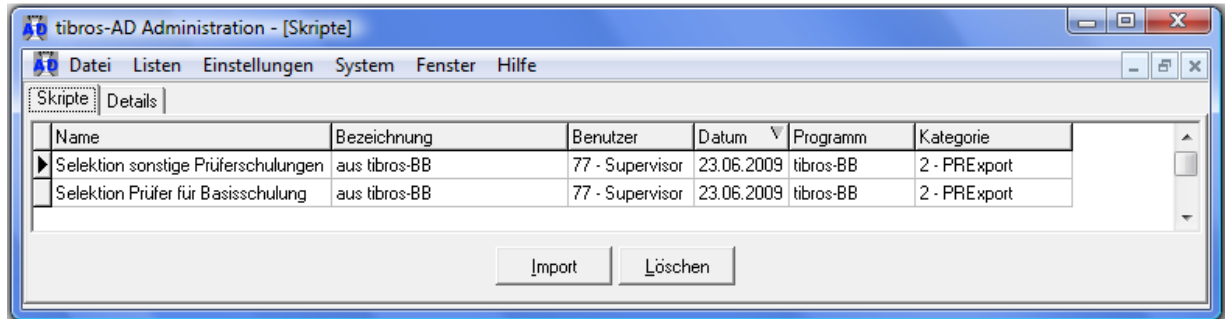 AD tibros-AD Administration - [Skripte]
AD Datei Listen Einstellungen System Fenster Hilfe
Skripte Details
Name Bezeichnung Benutzer Datum Programm Kategorie
Selektion sonstige Prüferschulungen aus tibros-BB 77 - Supervisor 23.06.2009 tibros-BB 2 - PRExport
Selektion Prüfer für Basisschulung aus tibros-BB 77 - Supervisor 23.06.2009 tibros-BB 2 - PRExport
Import Löschen